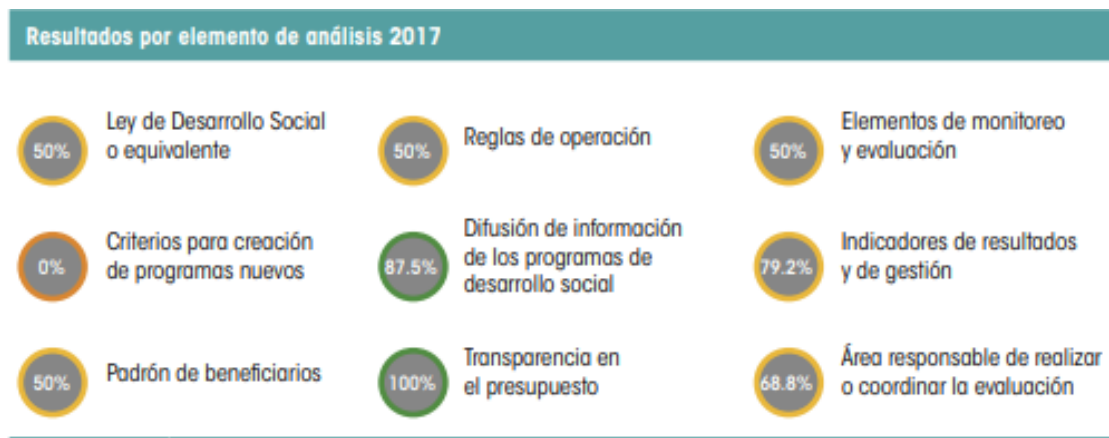 Resultados por elemento de análisis 2017
50%
Ley de Desarrollo Social
o equivalente
50%
Reglas de operación
50%
Elementos de monitoreo
y evaluación
0%
Criterios para creación
de programas nuevos
87.5%
Difusión de información
de los programas de
desarrollo social
79.2%
Indicadores de resultados
y de gestión
50%
Padrón de beneficiarios
100%
Transparencia en
el presupuesto
68.8%
Área responsable de realizar
o coordinar la evaluación